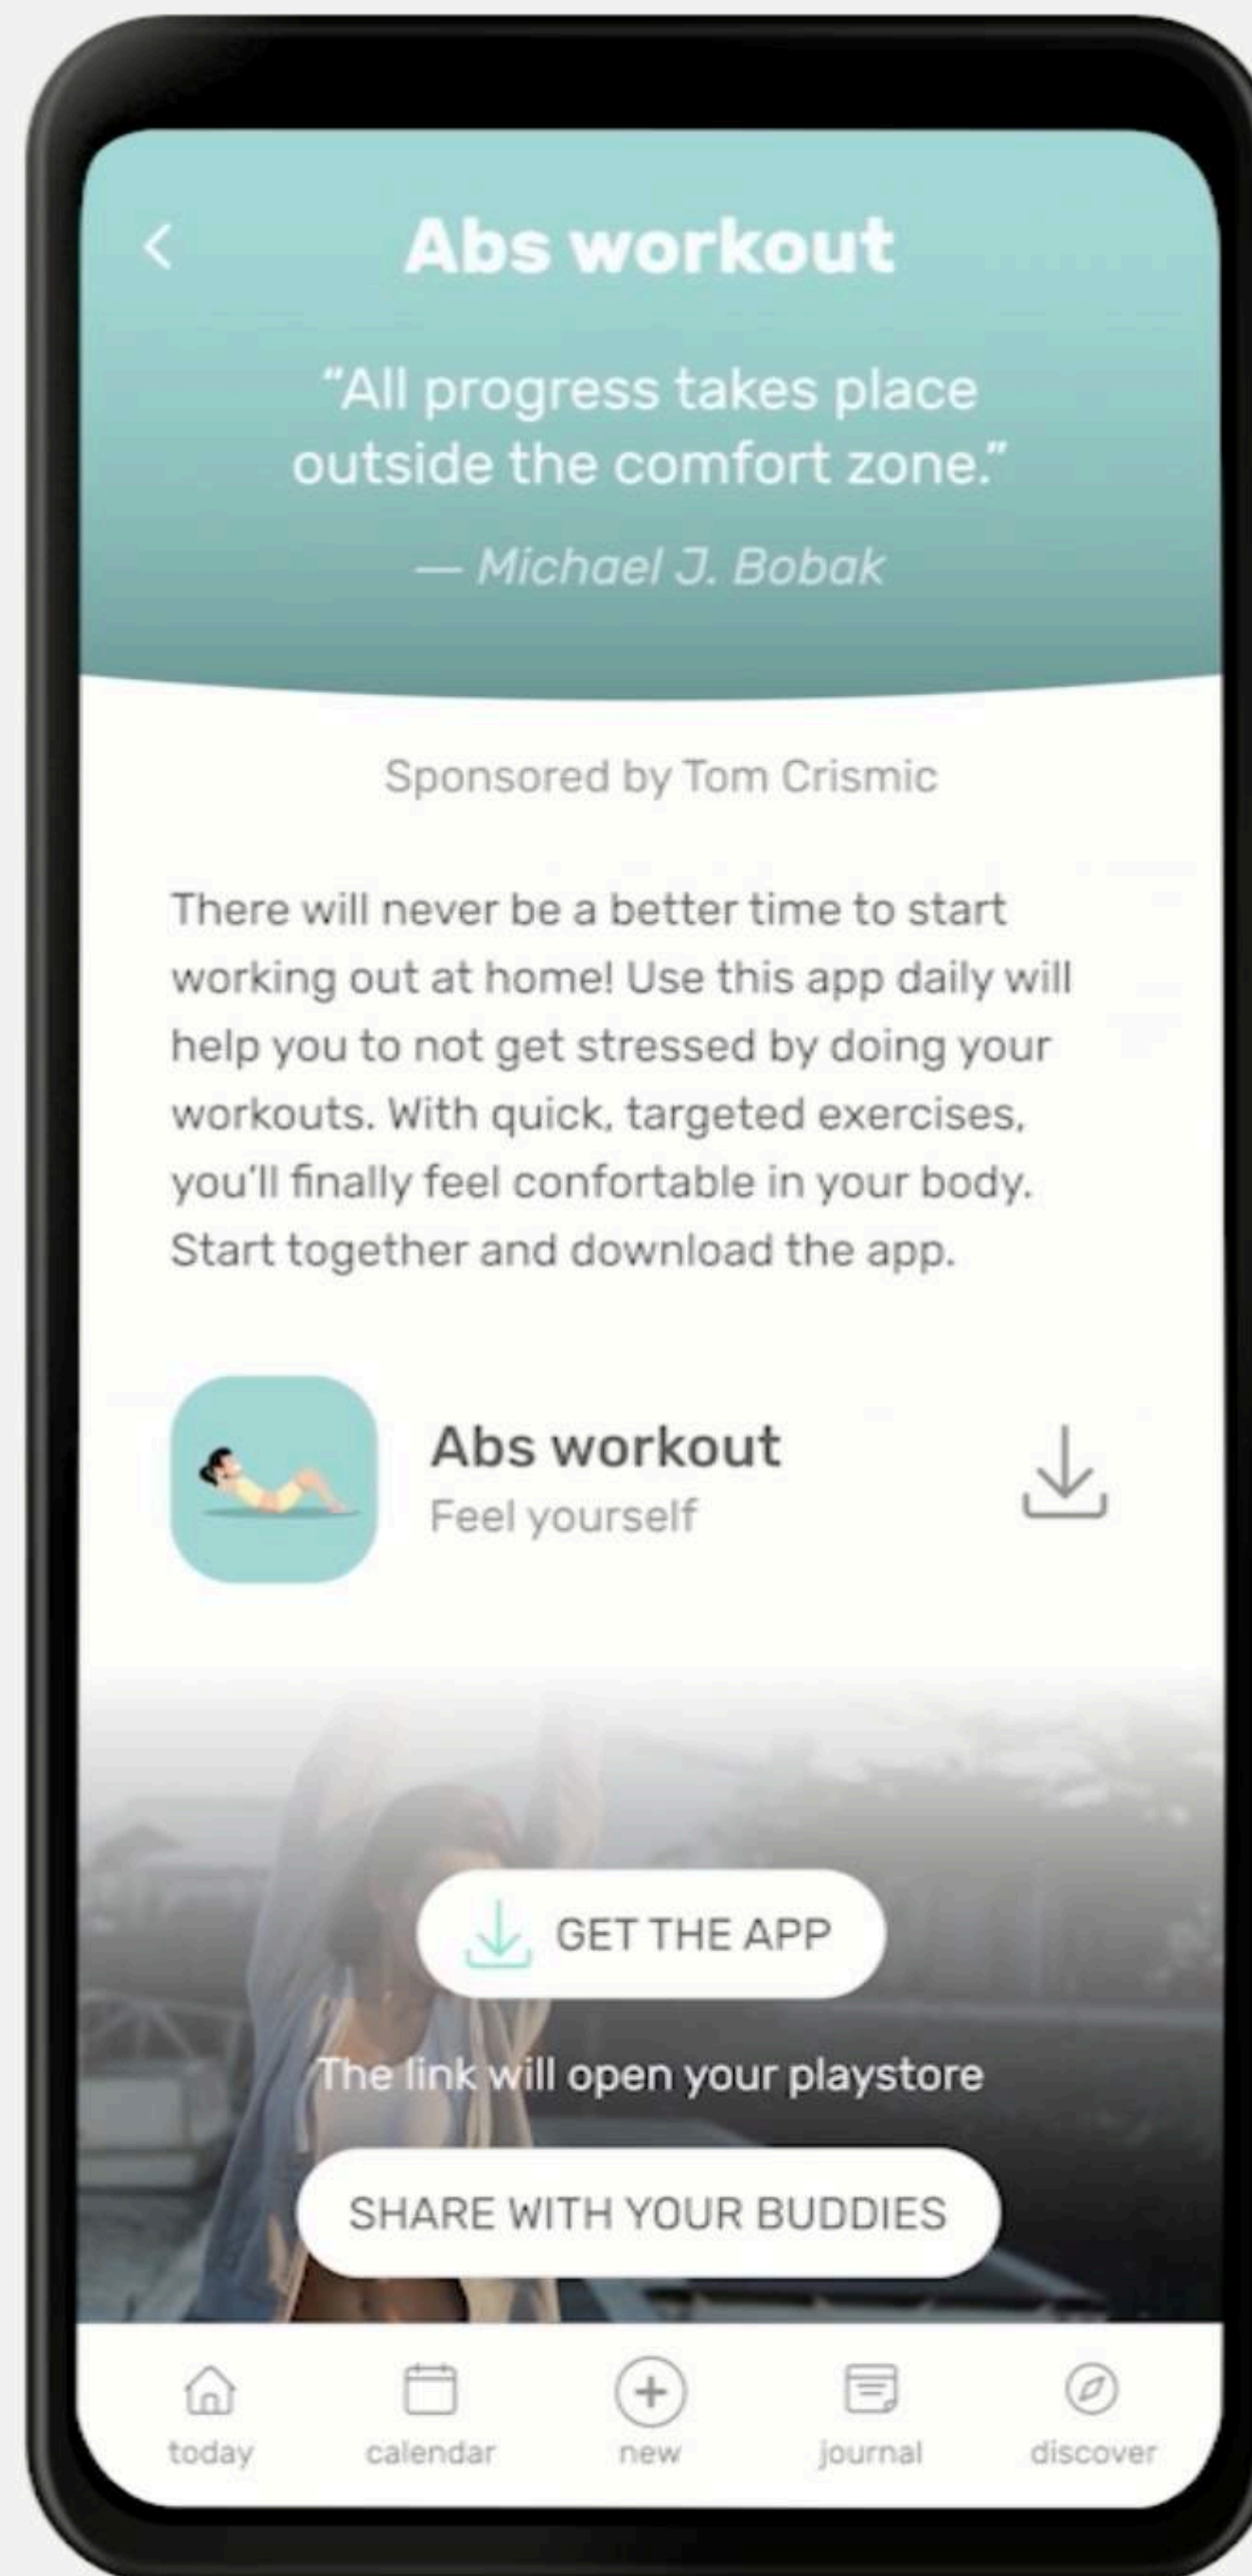 Abs workout
“All progress takes place
outside the comfort zone.”
— Michael J. Bobak
Sponsored by Tom Crismic
There will never be a better time to start
working out at home! Use this app daily will
help you to not get stressed by doing your
workouts. With quick, targeted exercises,
you’ll finally feel confortable in your body.
Start together and download the app.
Abs workout
Feel yourself
GET THE APP
The link will open your playstore
SHARE WITH YOUR BUDDIES
today calendar new journal discover